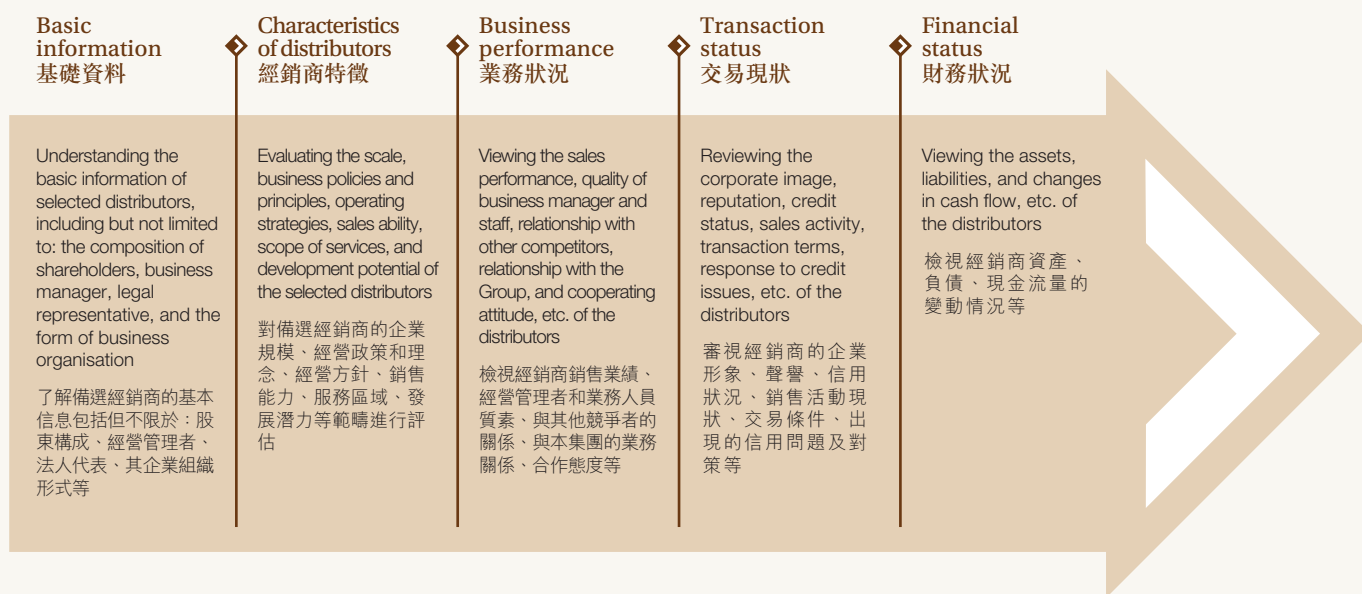 Basic
information
基礎資料
Understanding the
basic information of
selected distributors,
including but not limited
to: the composition of
shareholders, business
manager, legal
representative, and the
form of business
organisation
了解備選經銷商的基本
信息包括但不限於：股
東構成、經營管理者、
法人代表、其企業組織
形式等
Characteristics
of distributors
經銷商特徵
Evaluating the scale,
business policies and
principles, operating
strategies, sales ability,
scope of services, and
development potential of
the selected distributors
對備選經銷商的企業
規模、經營政策和理
念、經營方針、銷售
能力、服務區域、發
展潛力等範疇進行評
估
Business
performance
業務狀況
Viewing the sales
performance, quality of
business manager and
staff, relationship with
other competitors,
relationship with the
Group, and cooperating
attitude, etc. of the
distributors
檢視經銷商銷售業績、
經營管理者和業務人員
質素、與其他競爭者的
關係、與本集團的業務
關係、合作態度等
Transaction
status
交易現狀
Reviewing the
corporate image,
reputation, credit
status, sales activity,
transaction terms,
response to credit
issues, etc. of the
distributors
審視經銷商的企業
形象、聲譽、信用
狀況、銷售活動現
狀、交易條件、出
現的信用問題及對
策等
Financial
status
財務狀況
Viewing the assets,
liabilities, and changes
in cash flow, etc. of
the distributors
檢視經銷商資產、
負債、現金流量的
變動情況等